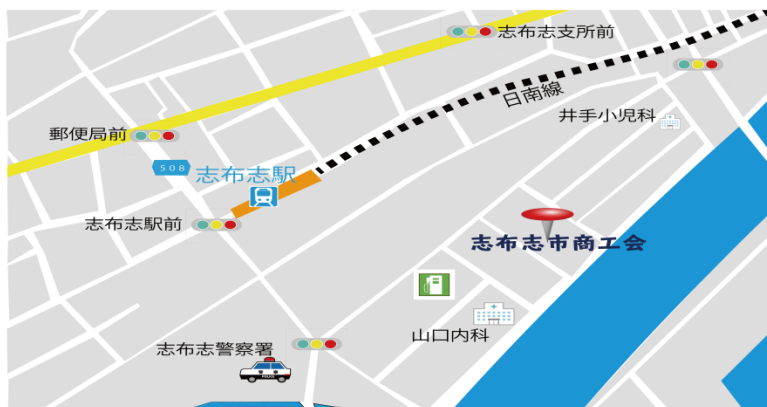 志布志支所前
日南線
井手小児科
郵便局前
508
志布志駅
志布志駅前
志布志市商工会
山口内科
志布志警察署
POLICE